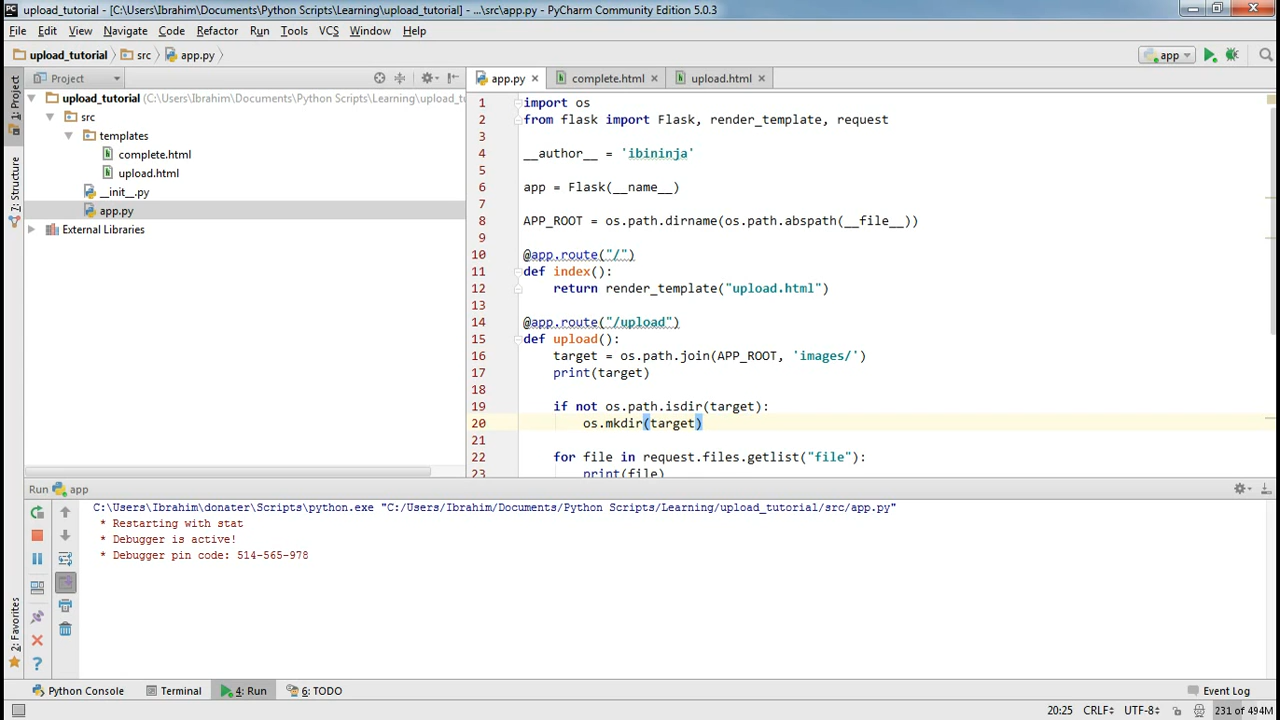 upload_tutorial - [C:\Users\Ibrahim\Documents\Python Scripts\Learning\upload_tutorial] - ...\src\app.py - PyCharm Community Edition 5.0.3
File Edit View Navigate Code Refactor Run Tools VCS Window Help
upload_tutorial src app.py app
1: Project
7: Structure
2: Favorites
Project
upload_tutorial (C:\Users\Ibrahim\Documents\Python Scripts\Learning\upload_t
src
templates
complete.html
upload.html
__init__.py
app.py
External Libraries
app.py complete.html upload.html
1 import os
2 from flask import Flask, render_template, request
3
4 __author__ = 'ibininja'
5
6 app = Flask(__name__)
7
8 APP_ROOT = os.path.dirname(os.path.abspath(__file__))
9
10 @app.route("/")
11 def index():
12 return render_template("upload.html")
13
14 @app.route("/upload")
15 def upload():
16 target = os.path.join(APP_ROOT, 'images/')
17 print(target)
18
19 if not os.path.isdir(target):
20 os.mkdir(target)
21
22 for file in request.files.getlist("file"):
23 print(file)
Run app
C:\Users\Ibrahim\donater\Scripts\python.exe "C:/Users/Ibrahim/Documents/Python Scripts/Learning/upload_tutorial/src/app.py"
* Restarting with stat
* Debugger is active!
* Debugger pin code: 514-565-978
Python Console Terminal 4: Run 6: TODO Event Log
20:25 CRLF UTF-8 231 of 494M